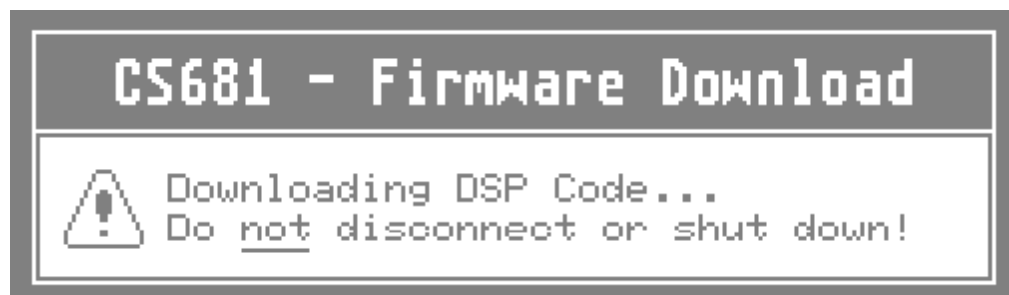 CS681 - Firmware Download
Downloading DSP Code...
Do not disconnect or shut down!